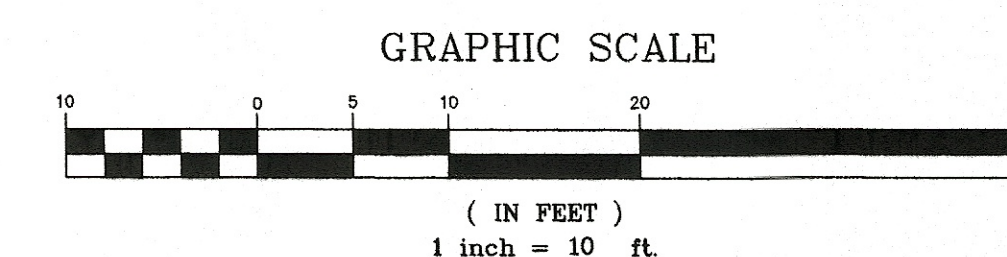 GRAPHIC SCALE
10 0 5 10 20
( IN FEET )
1 inch = 10 ft.